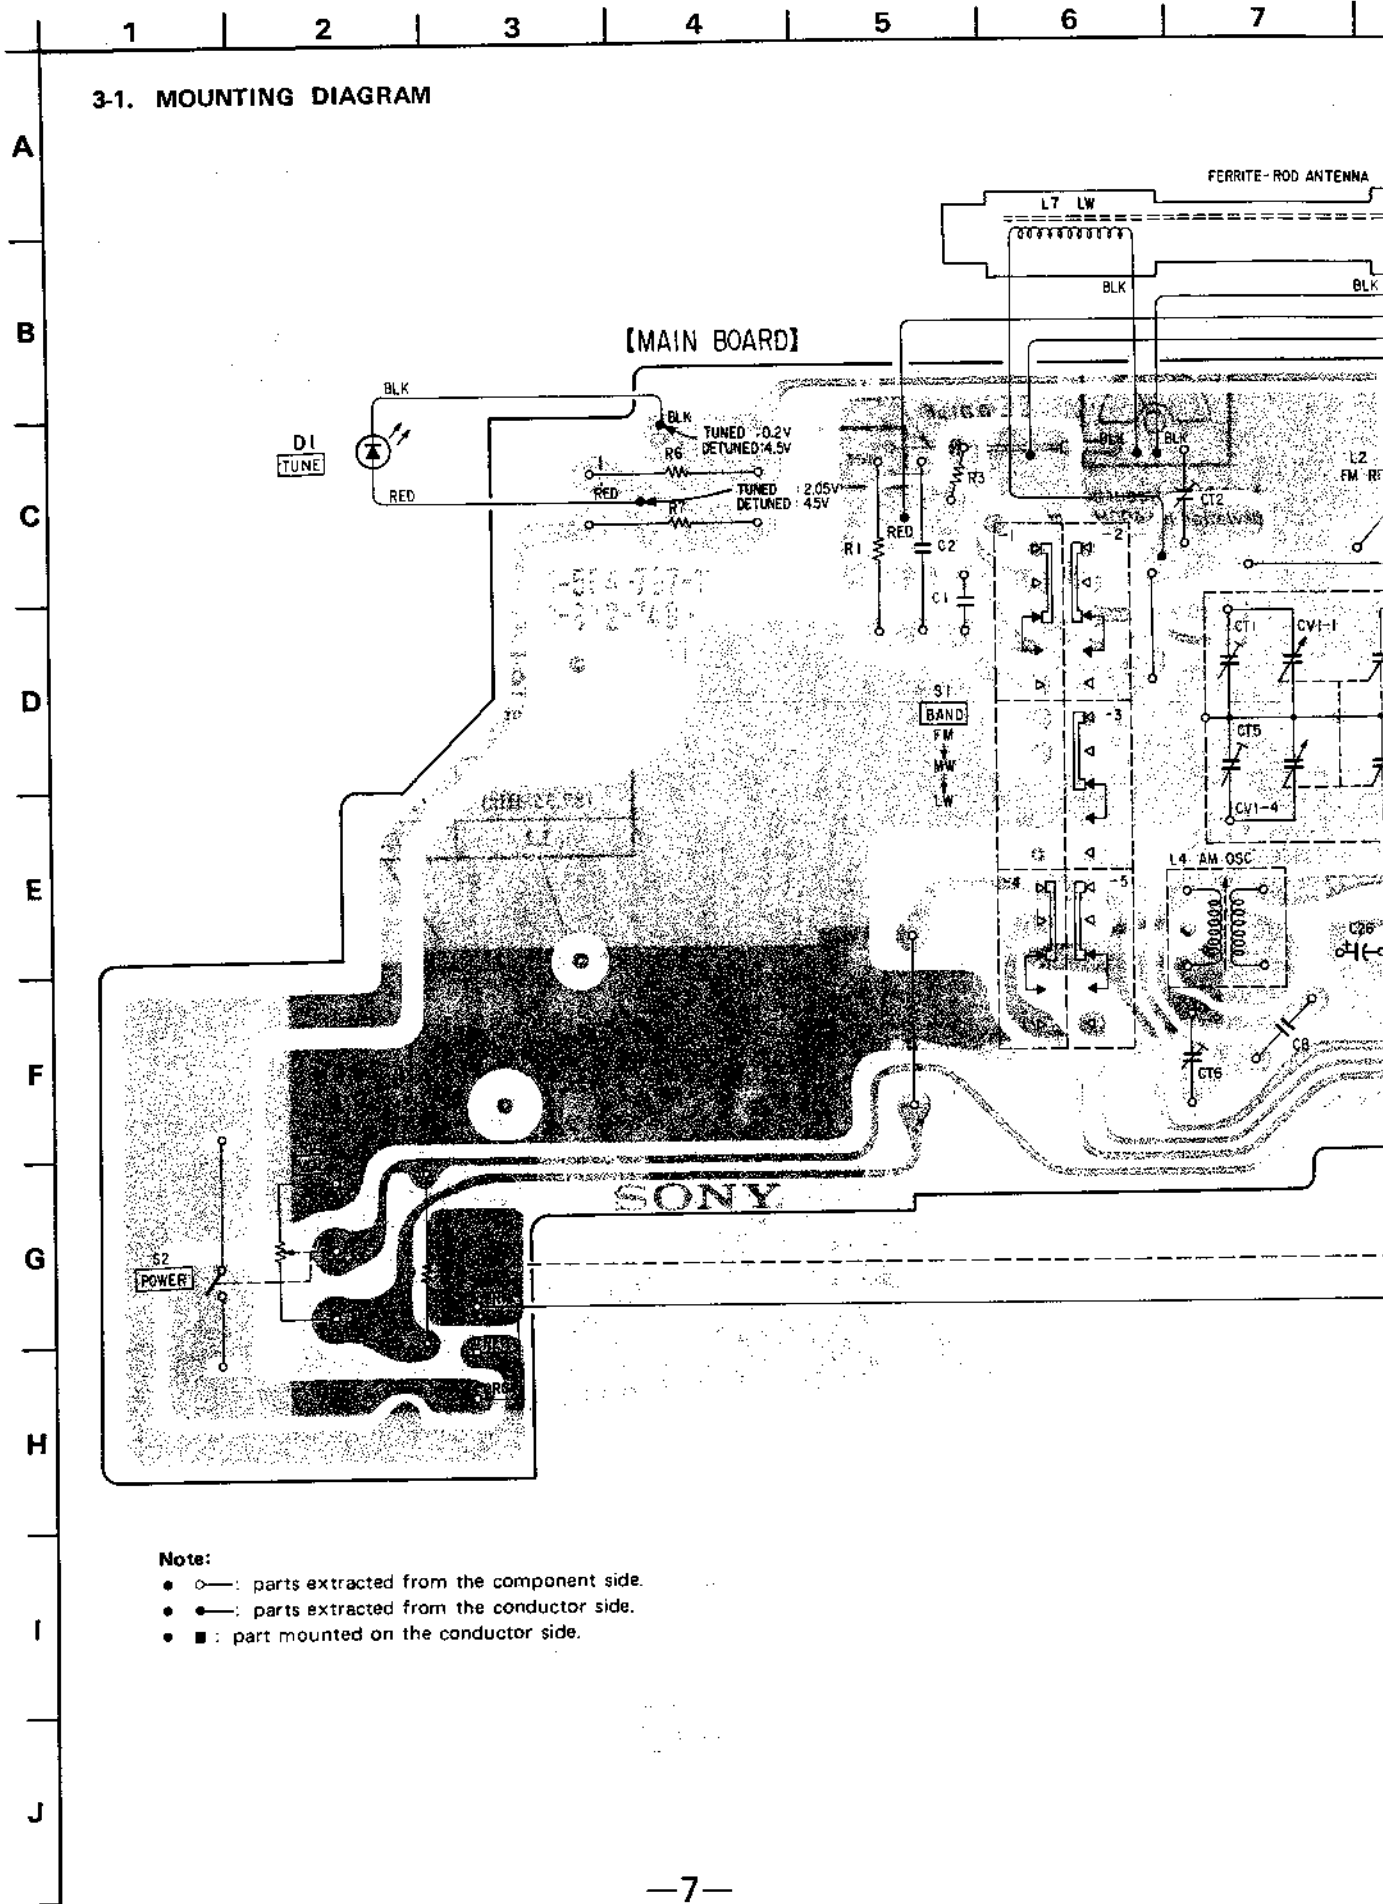 1 2 3 4 5 6 7
3-1. MOUNTING DIAGRAM
A
FERRITE-ROD ANTENNA
L7 LW
BLK
BLK
B
[MAIN BOARD]
BLK
BLK
TUNED :0.2V
DETUNED:4.5V
D1
TUNE
R6
BLK
BLK
L2
R3
FM RF
RED
RED
TUNED : 2.05V
DETUNED : 4.5V
CT2
C
R7
RED
R1
C2
-1
-2
C1
CT1
CV1-1
D
S1
BAND
FM
MW
LW
-3
CT5
CV1-4
L4 AM OSC
E
-4
-5
C26
C8
F
CT6
SONY
G
S2
POWER
H
Note:
● ○—: parts extracted from the component side.
● ●—: parts extracted from the conductor side.
● ■ : part mounted on the conductor side.
I
J
—7—